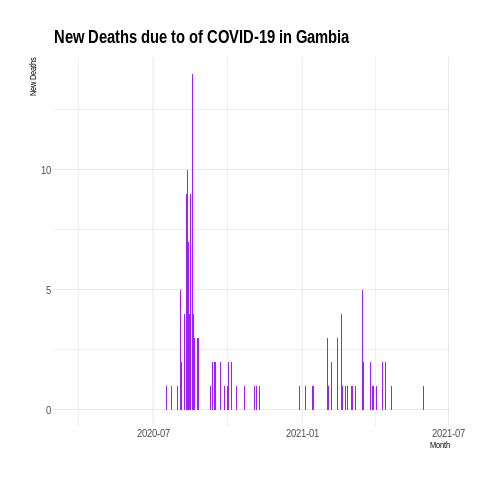 New Deaths due to of COVID-19 in Gambia
New Deaths
10
5
0
2020-07
2021-01
2021-07
Month